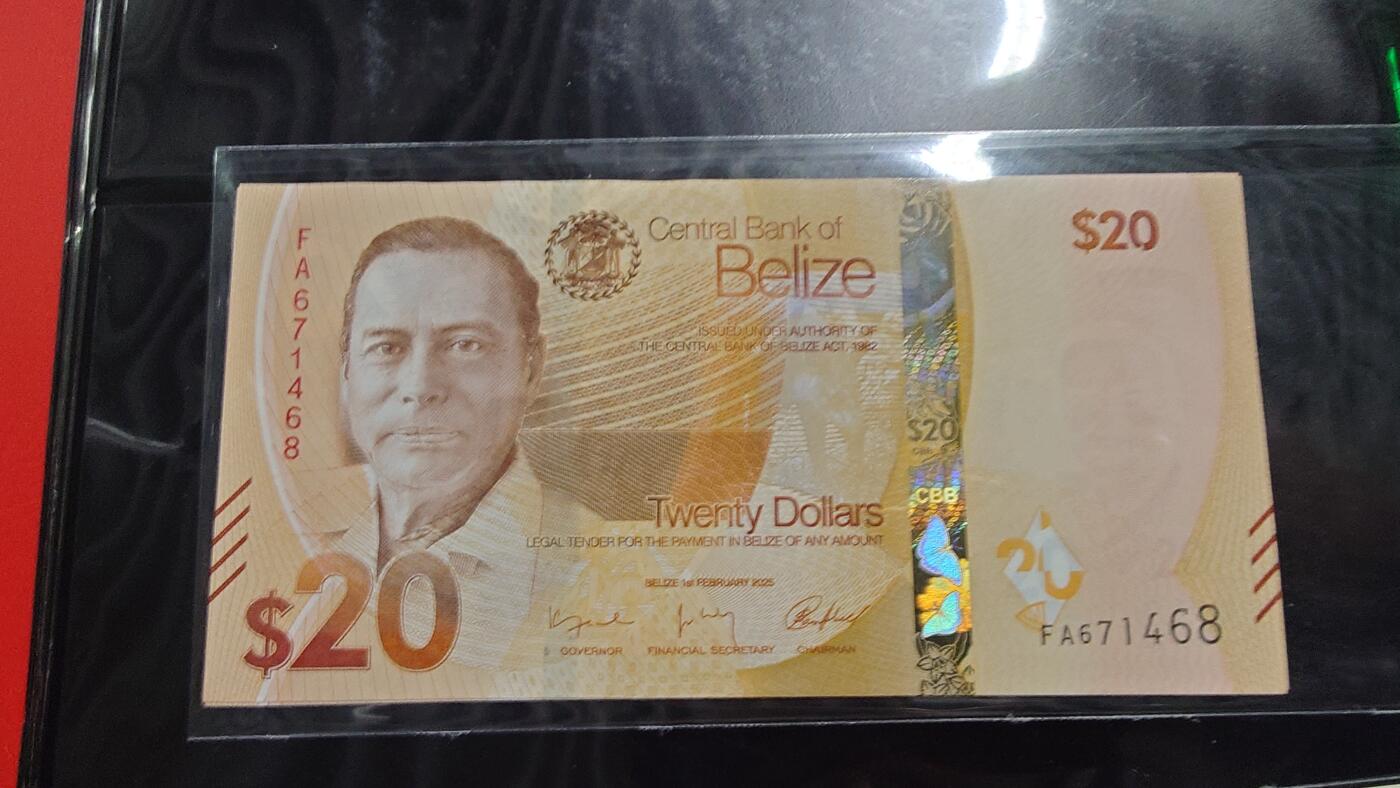 FA671468
Central Bank of
Belize
$20
ISSUED UNDER AUTHORITY OF
THE CENTRAL BANK OF BELIZE ACT, 1982
$20
CBB
CBB
Twenty Dollars
LEGAL TENDER FOR THE PAYMENT IN BELIZE OF ANY AMOUNT
BELIZE 1st FEBRUARY 2025
20
$20
FA671468
GOVERNOR FINANCIAL SECRETARY CHAIRMAN